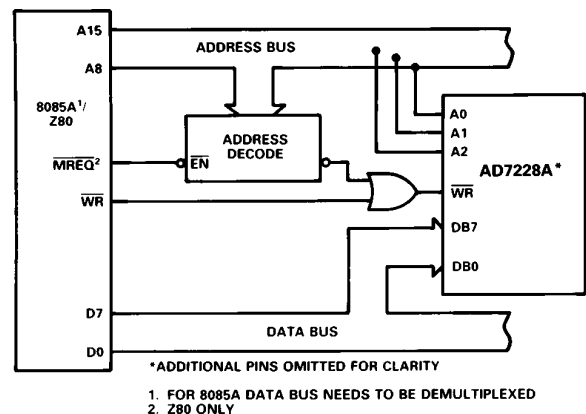 A15
ADDRESS BUS
A8
8085A¹/
Z80
ADDRESS
DECODE
EN
MREQ²
WR
A0
A1
A2
AD7228A*
WR
DB7
DB0
D7
DATA BUS
D0
*ADDITIONAL PINS OMITTED FOR CLARITY
1. FOR 8085A DATA BUS NEEDS TO BE DEMULTIPLEXED
2. Z80 ONLY